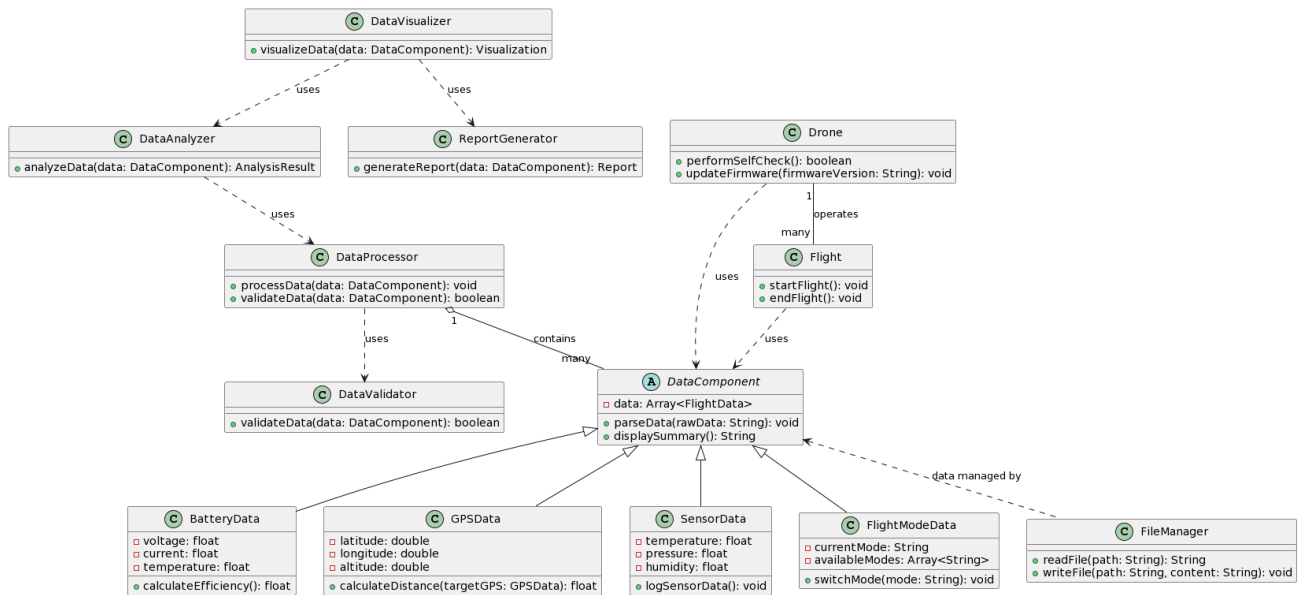 C DataVisualizer
visualizeData(data: DataComponent): Visualization
uses
uses
C DataAnalyzer
analyzeData(data: DataComponent): AnalysisResult
C ReportGenerator
generateReport(data: DataComponent): Report
C Drone
performSelfCheck(): boolean
updateFirmware(firmwareVersion: String): void
uses
1
operates
many
C DataProcessor
processData(data: DataComponent): void
validateData(data: DataComponent): boolean
C Flight
startFlight(): void
endFlight(): void
uses
1
uses
contains
many
uses
C DataValidator
validateData(data: DataComponent): boolean
A DataComponent
data: Array<FlightData>
parseData(rawData: String): void
displaySummary(): String
data managed by
C BatteryData
voltage: float
current: float
temperature: float
calculateEfficiency(): float
C GPSData
latitude: double
longitude: double
altitude: double
calculateDistance(targetGPS: GPSData): float
C SensorData
temperature: float
pressure: float
humidity: float
logSensorData(): void
C FlightModeData
currentMode: String
availableModes: Array<String>
switchMode(mode: String): void
C FileManager
readFile(path: String): String
writeFile(path: String, content: String): void